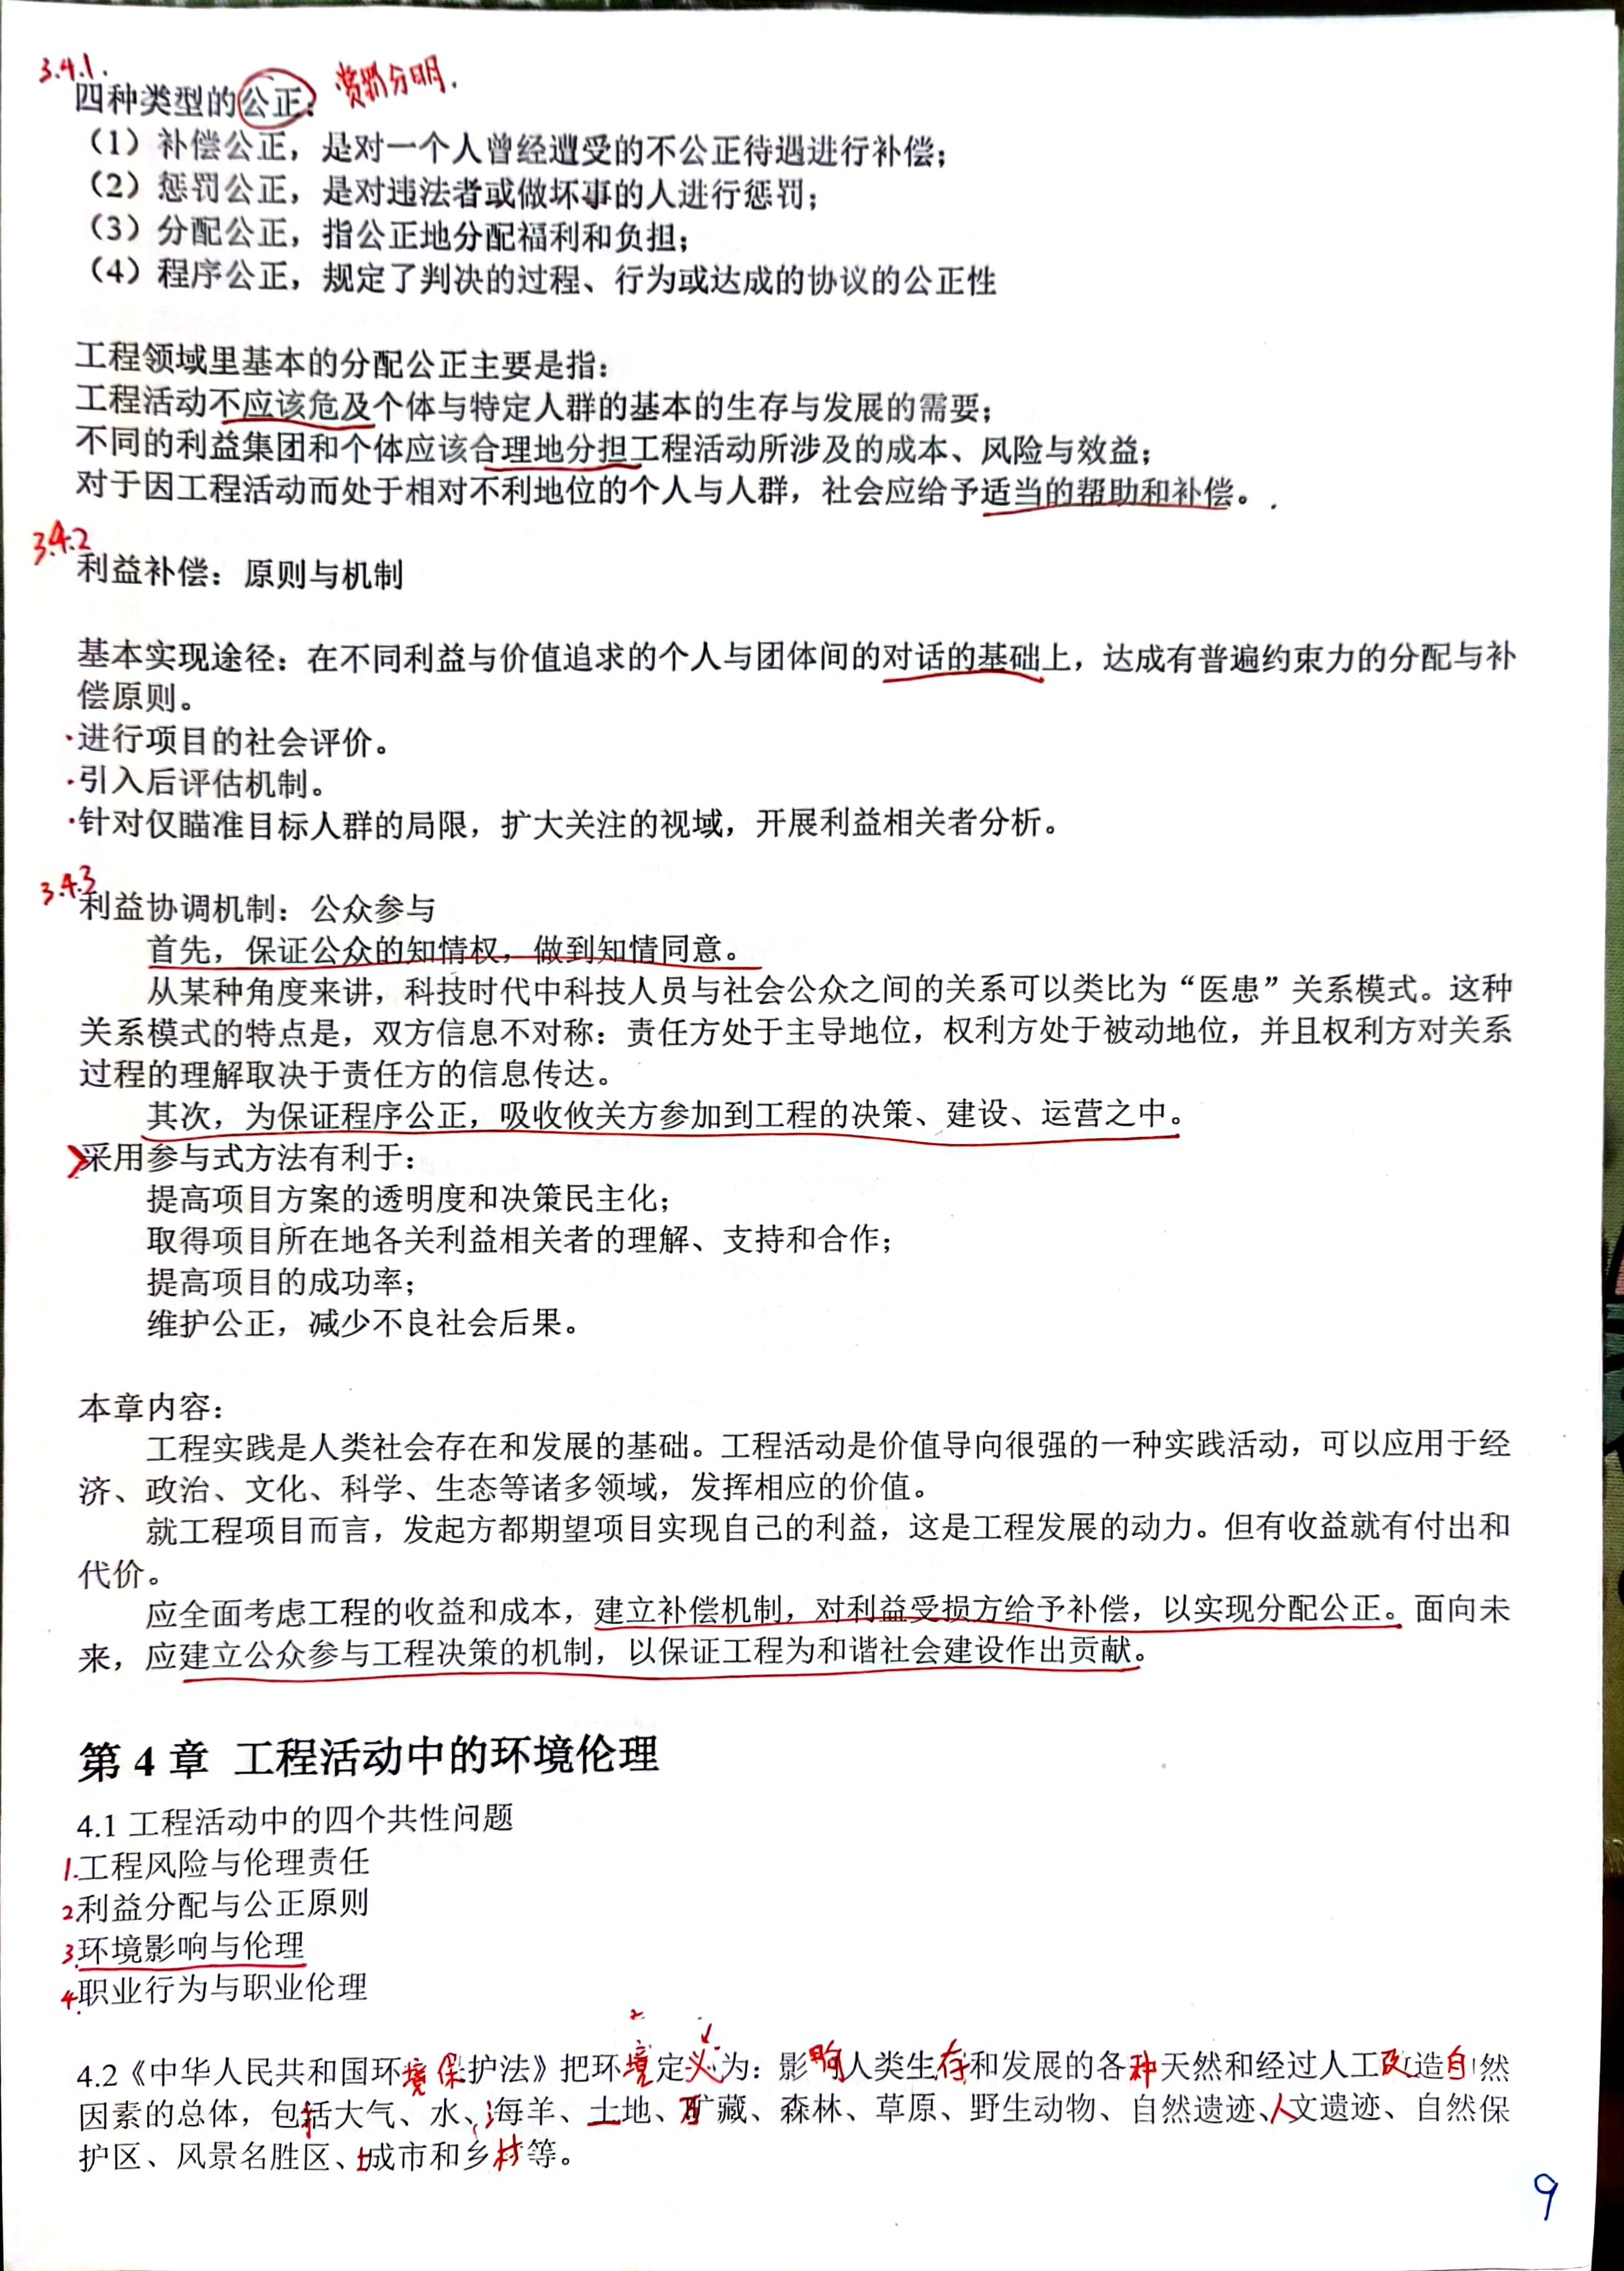 3.4.1.
四种类型的公正： 赏罚分明.
（1）补偿公正，是对一个人曾经遭受的不公正待遇进行补偿；
（2）惩罚公正，是对违法者或做坏事的人进行惩罚；
（3）分配公正，指公正地分配福利和负担；
（4）程序公正，规定了判决的过程、行为或达成的协议的公正性
工程领域里基本的分配公正主要是指：
工程活动不应该危及个体与特定人群的基本的生存与发展的需要；
不同的利益集团和个体应该合理地分担工程活动所涉及的成本、风险与效益；
对于因工程活动而处于相对不利地位的个人与人群，社会应给予适当的帮助和补偿。
3.4.2
利益补偿：原则与机制
基本实现途径：在不同利益与价值追求的个人与团体间的对话的基础上，达成有普遍约束力的分配与补
偿原则。
·进行项目的社会评价。
·引入后评估机制。
·针对仅瞄准目标人群的局限，扩大关注的视域，开展利益相关者分析。
3.4.3
利益协调机制：公众参与
首先，保证公众的知情权，做到知情同意。
从某种角度来讲，科技时代中科技人员与社会公众之间的关系可以类比为“医患”关系模式。这种
关系模式的特点是，双方信息不对称：责任方处于主导地位，权利方处于被动地位，并且权利方对关系
过程的理解取决于责任方的信息传达。
其次，为保证程序公正，吸收攸关方参加到工程的决策、建设、运营之中。
采用参与式方法有利于：
提高项目方案的透明度和决策民主化；
取得项目所在地各关利益相关者的理解、支持和合作；
提高项目的成功率；
维护公正，减少不良社会后果。
本章内容：
工程实践是人类社会存在和发展的基础。工程活动是价值导向很强的一种实践活动，可以应用于经
济、政治、文化、科学、生态等诸多领域，发挥相应的价值。
就工程项目而言，发起方都期望项目实现自己的利益，这是工程发展的动力。但有收益就有付出和
代价。
应全面考虑工程的收益和成本，建立补偿机制，对利益受损方给予补偿，以实现分配公正。面向未
来，应建立公众参与工程决策的机制，以保证工程为和谐社会建设作出贡献。
第 4 章 工程活动中的环境伦理
4.1 工程活动中的四个共性问题
1.工程风险与伦理责任
2.利益分配与公正原则
3.环境影响与伦理
4.职业行为与职业伦理
4.2《中华人民共和国环境保护法》把环境定义为：影响人类生存和发展的各种天然和经过人工改造自然
因素的总体，包括大气、水、海洋、土地、矿藏、森林、草原、野生动物、自然遗迹、人文遗迹、自然保
护区、风景名胜区、城市和乡村等。
9